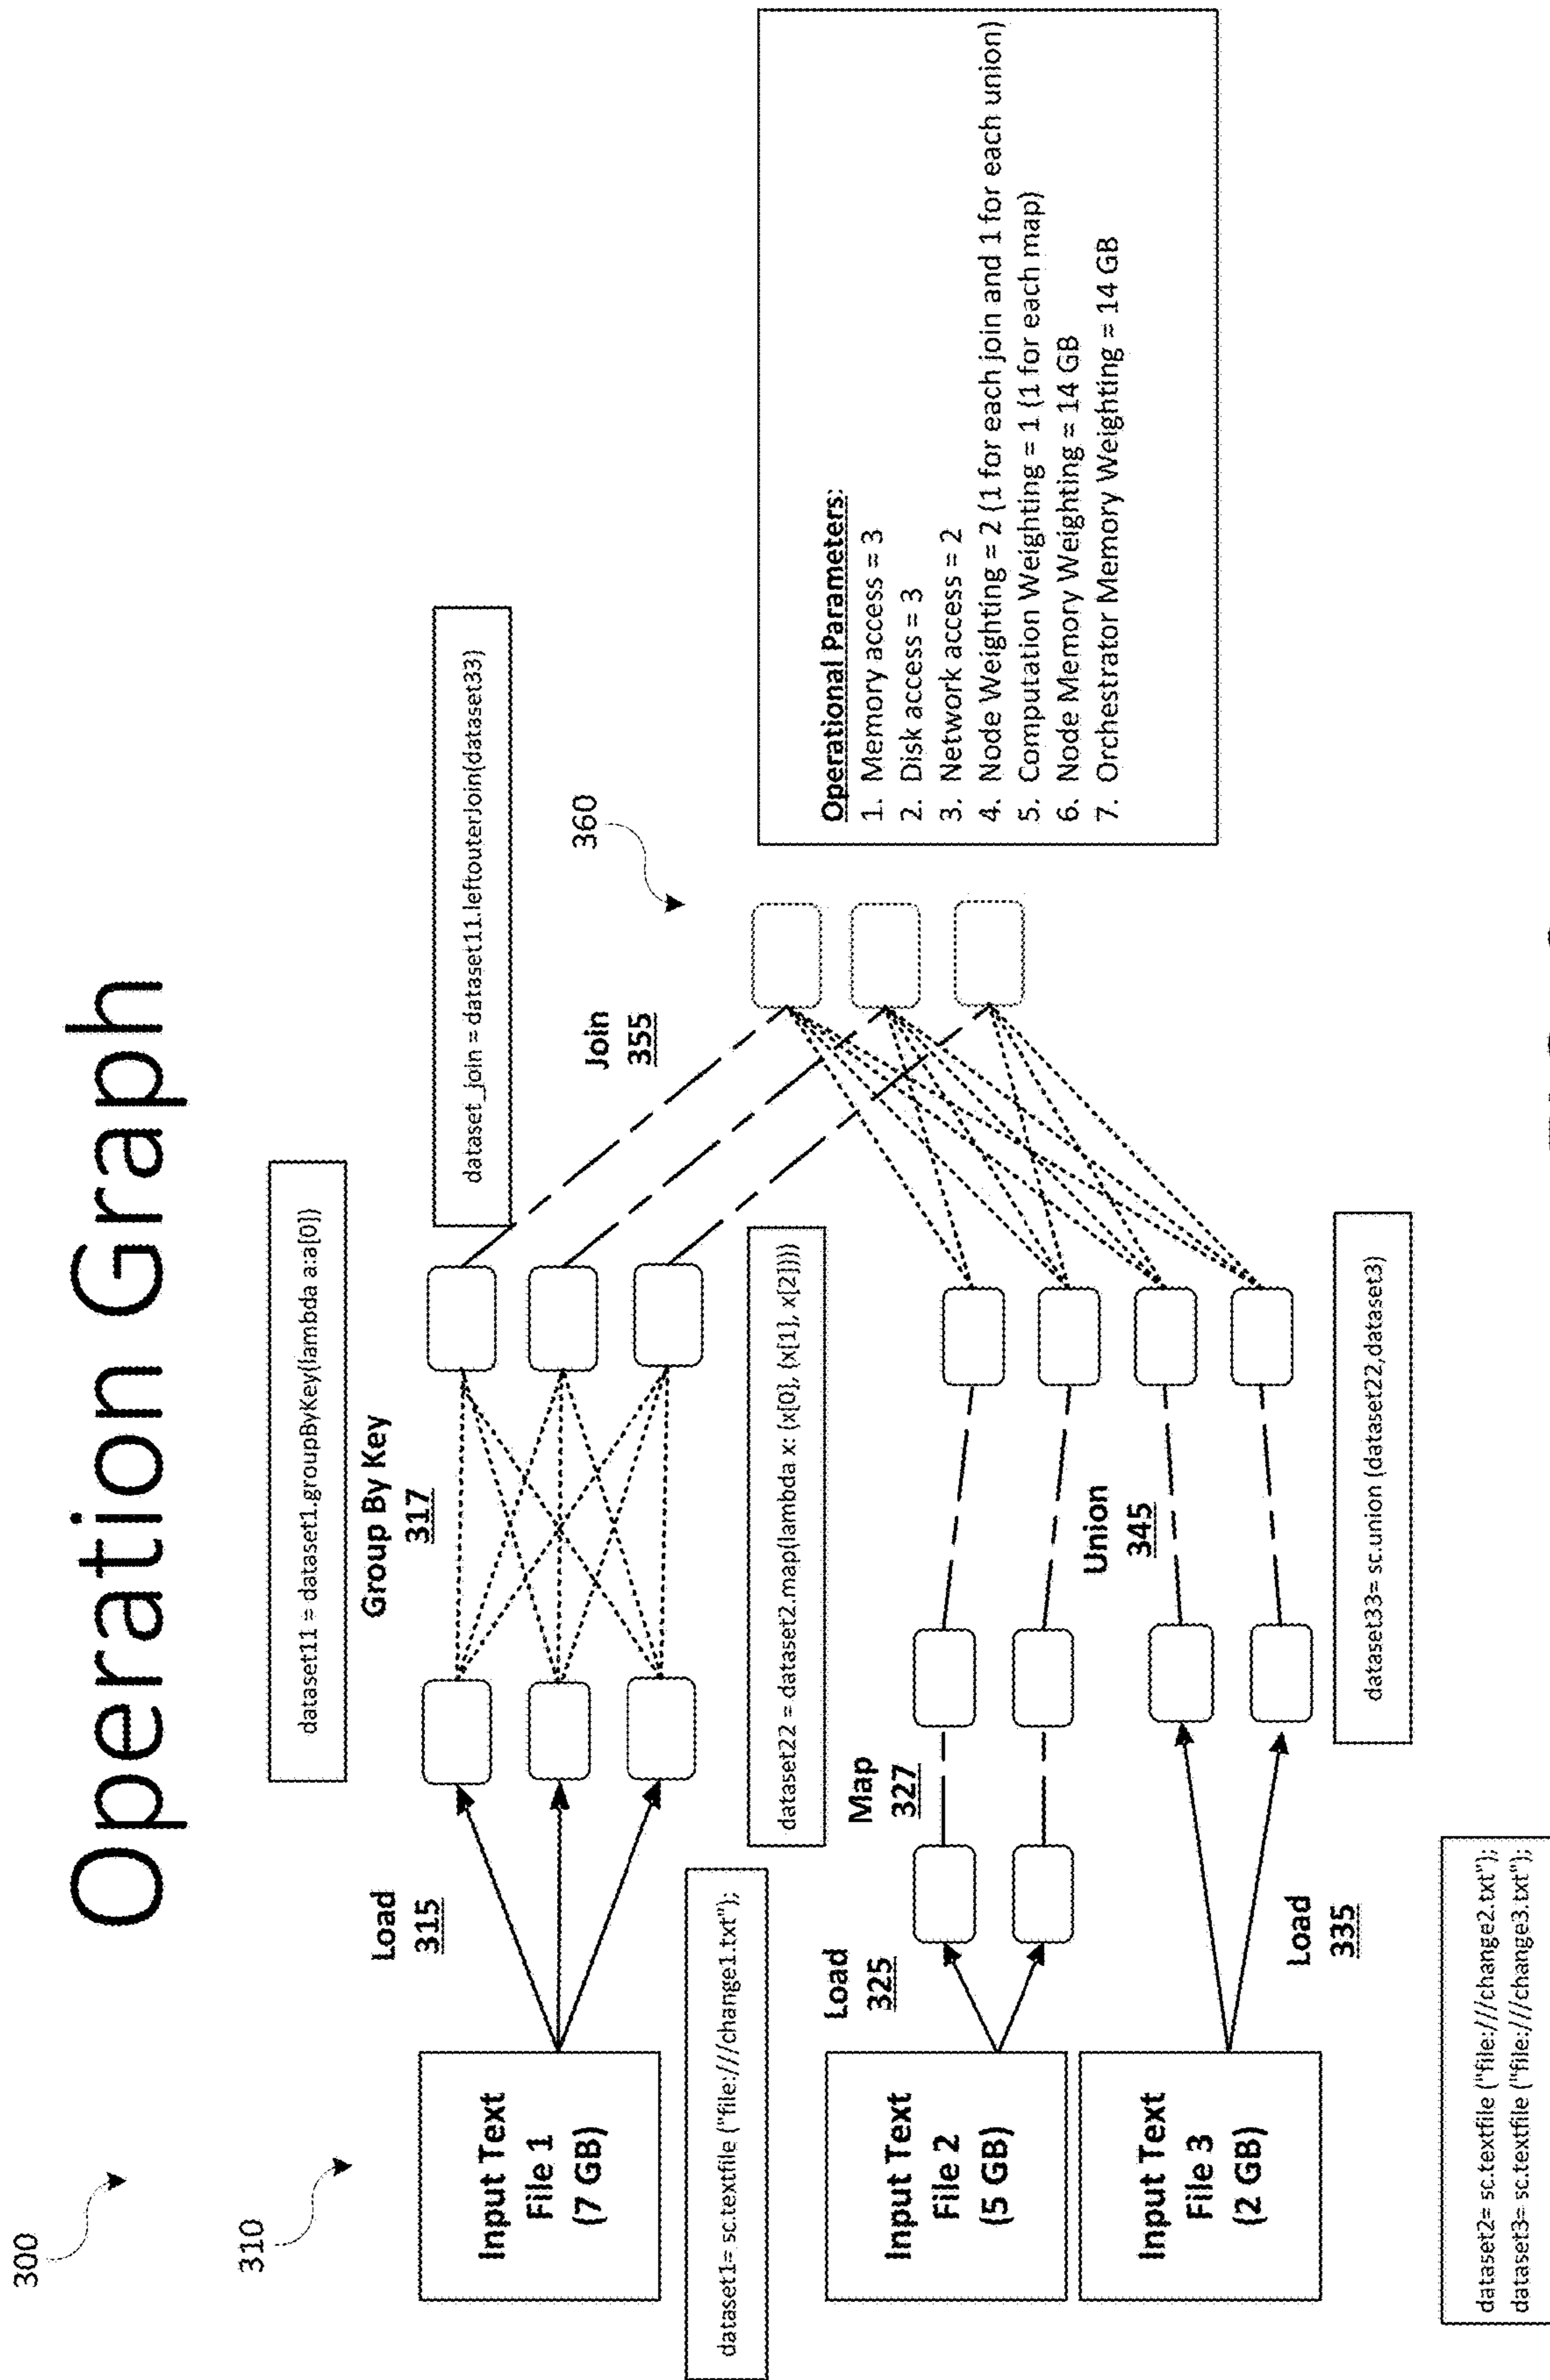 Operation Graph
300
310
dataset11 = dataset1.groupByKey(lambda a:a[0])
dataset_join = dataset11.leftouterJoin(dataset33)
Load
315
Group By Key
317
Join
355
360
Input Text
File 1
(7 GB)
dataset1= sc.textfile ("file:///change1.txt");
dataset22 = dataset2.map(lambda x: (x[0], (x[1], x[2])))
Load
325
Map
327
Input Text
File 2
(5 GB)
Union
345
Input Text
File 3
(2 GB)
Load
335
dataset33= sc.union (dataset22,dataset3)
dataset2= sc.textfile ("file:///change2.txt");
dataset3= sc.textfile ("file:///change3.txt");
Operational Parameters:
1. Memory access = 3
2. Disk access = 3
3. Network access = 2
4. Node Weighting = 2 (1 for each join and 1 for each union)
5. Computation Weighting = 1 (1 for each map)
6. Node Memory Weighting = 14 GB
7. Orchestrator Memory Weighting = 14 GB